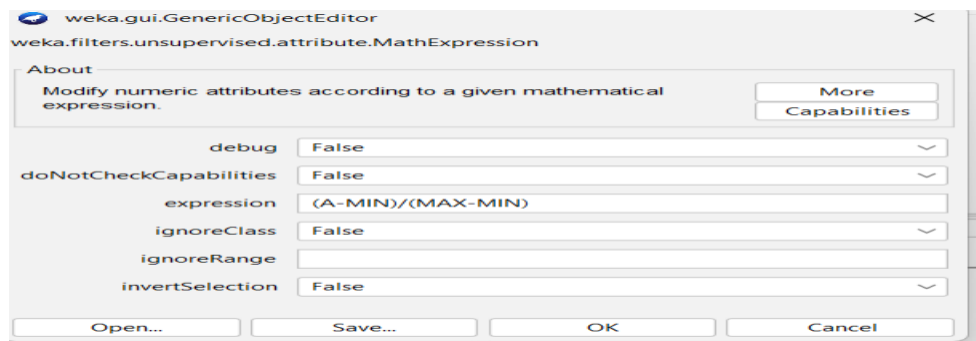 weka.gui.GenericObjectEditor
weka.filters.unsupervised.attribute.MathExpression
About
Modify numeric attributes according to a given mathematical
expression.
More
Capabilities
debug False
doNotCheckCapabilities False
expression (A-MIN)/(MAX-MIN)
ignoreClass False
ignoreRange
invertSelection False
Open... Save... OK Cancel